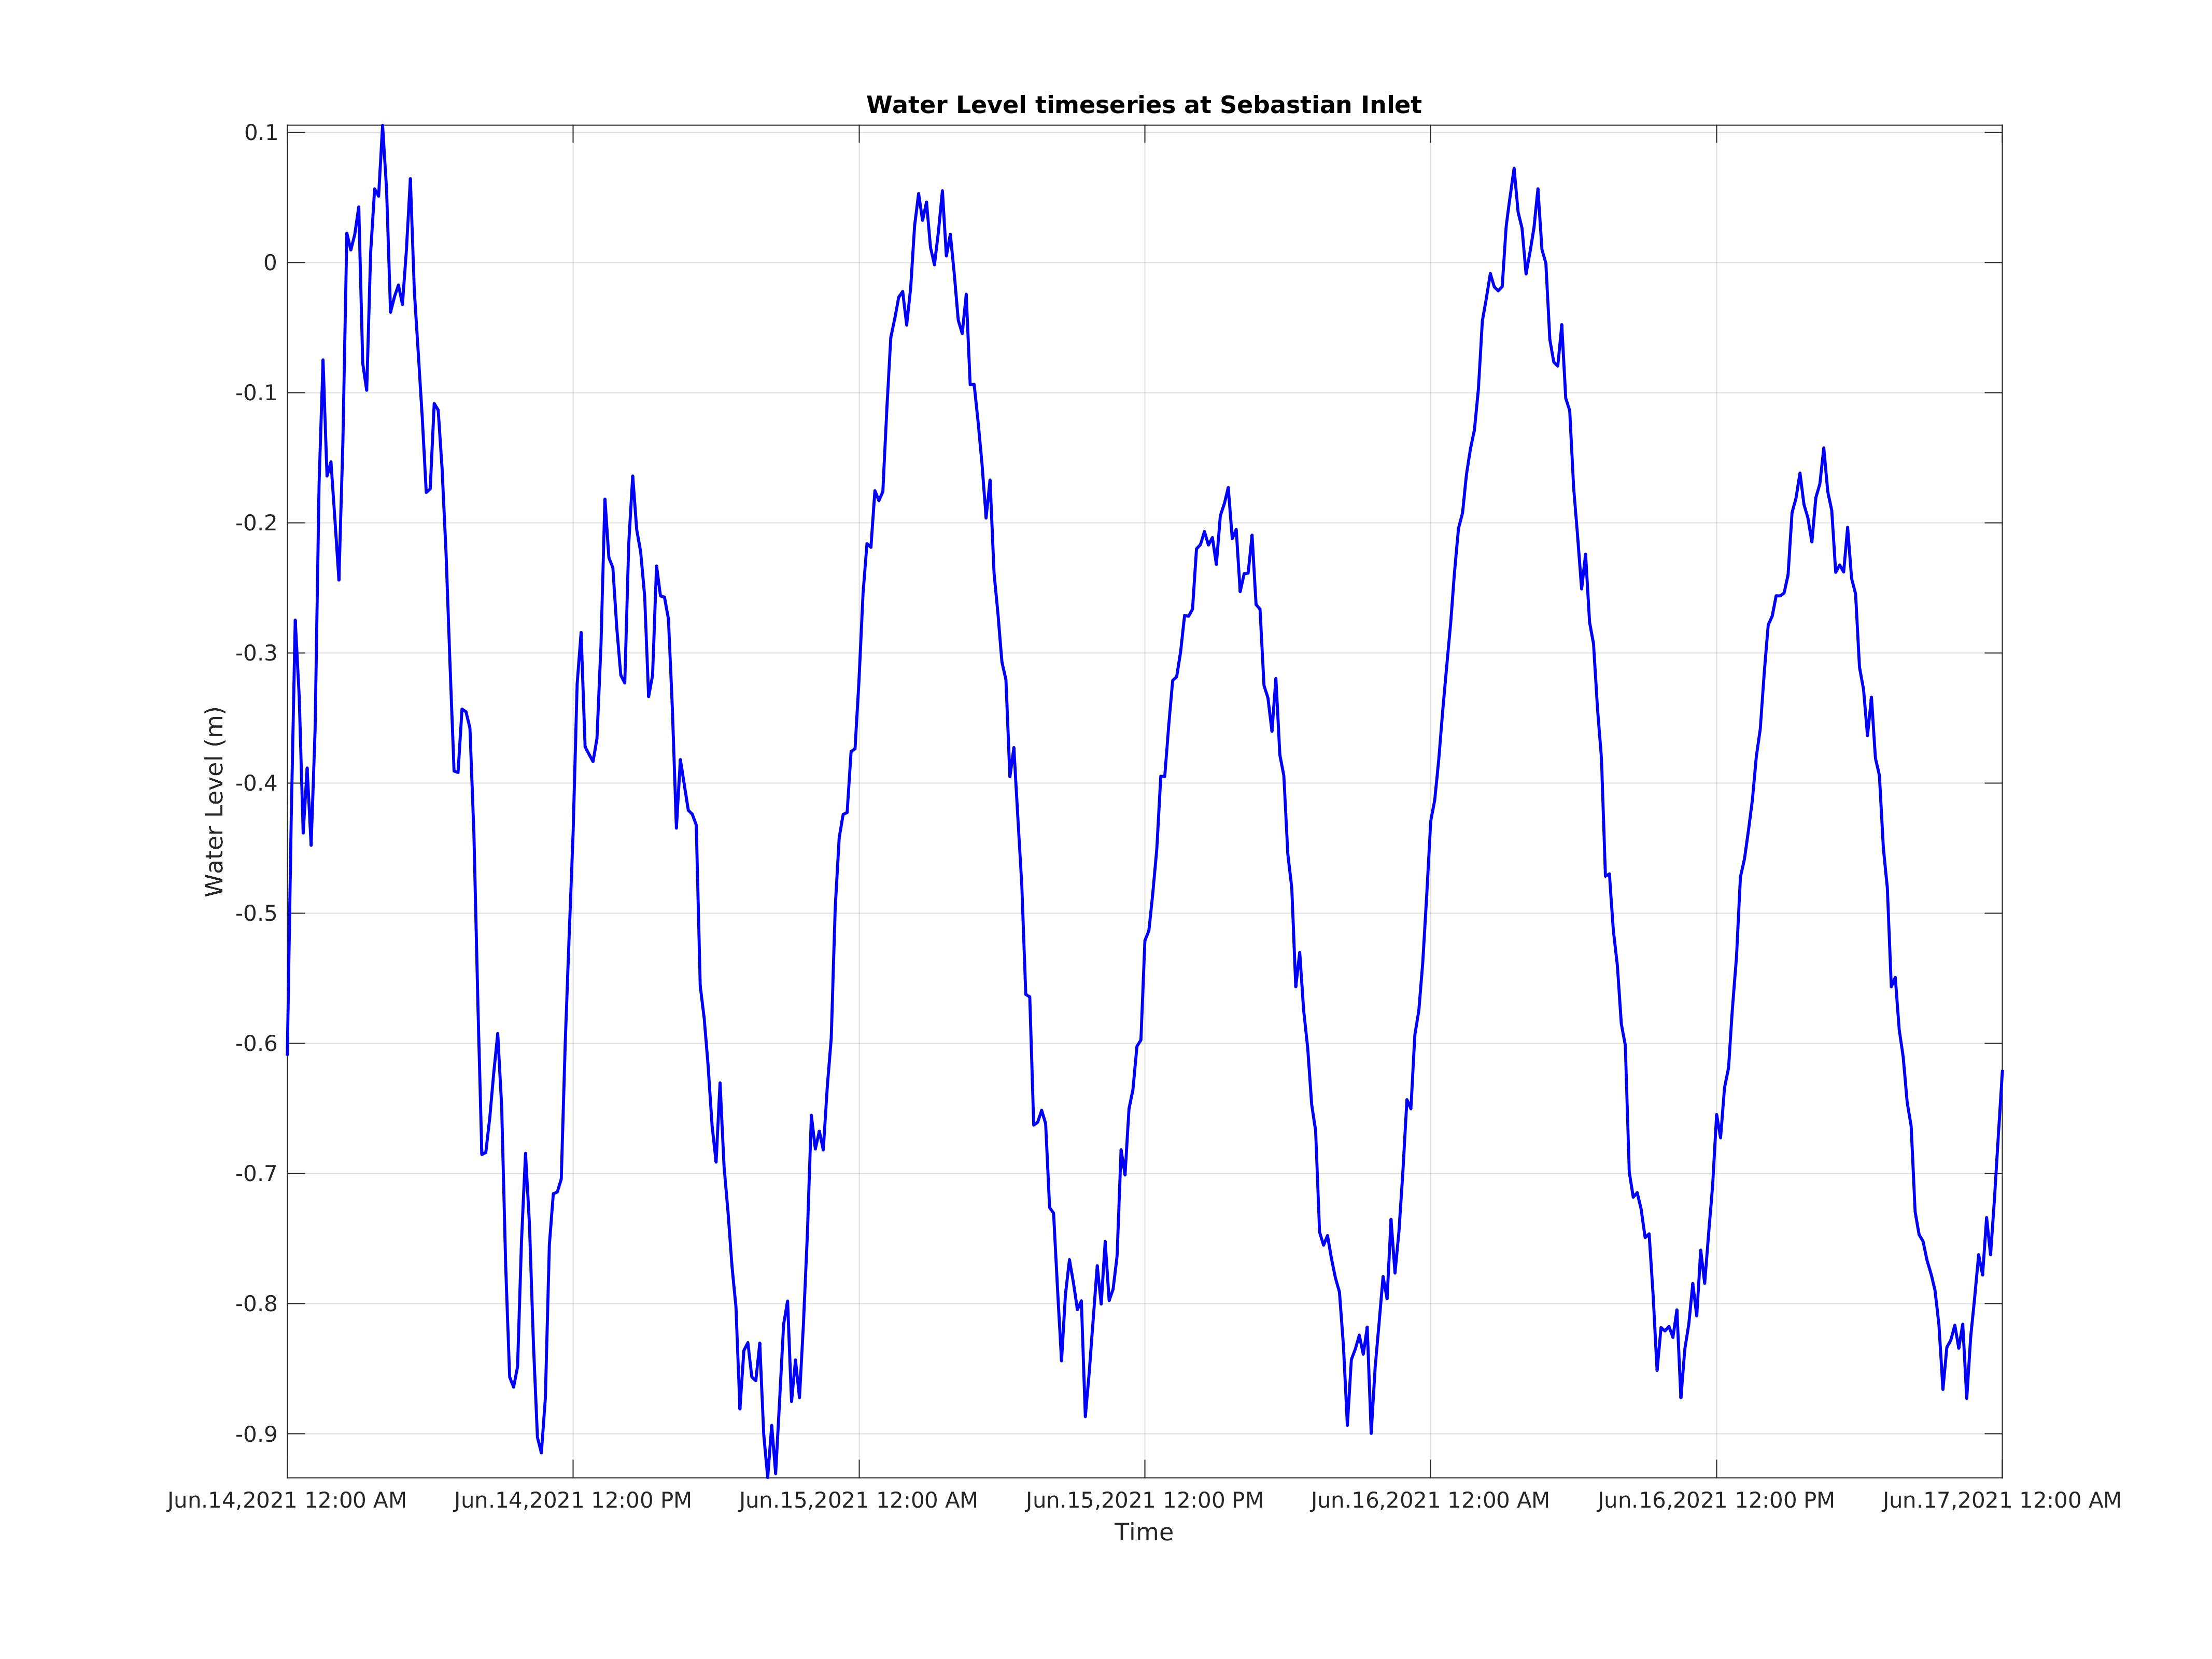 Water Level timeseries at Sebastian Inlet
0.1
0
-0.1
-0.2
-0.3
-0.4
-0.5
-0.6
-0.7
-0.8
-0.9
Water Level (m)
Jun.14,2021 12:00 AM Jun.14,2021 12:00 PM Jun.15,2021 12:00 AM Jun.15,2021 12:00 PM Jun.16,2021 12:00 AM Jun.16,2021 12:00 PM Jun.17,2021 12:00 AM
Time